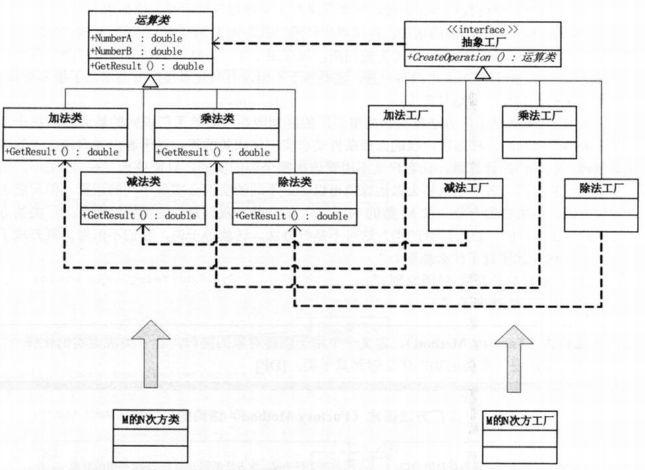 运算类
+NumberA : double
+NumberB : double
+GetResult() : double
<<interface>>
抽象工厂
+CreateOperation() : 运算类
加法类
+GetResult() : double
乘法类
+GetResult() : double
加法工厂
乘法工厂
减法类
+GetResult() : double
除法类
+GetResult() : double
减法工厂
除法工厂
M的N次方类
M的N次方工厂